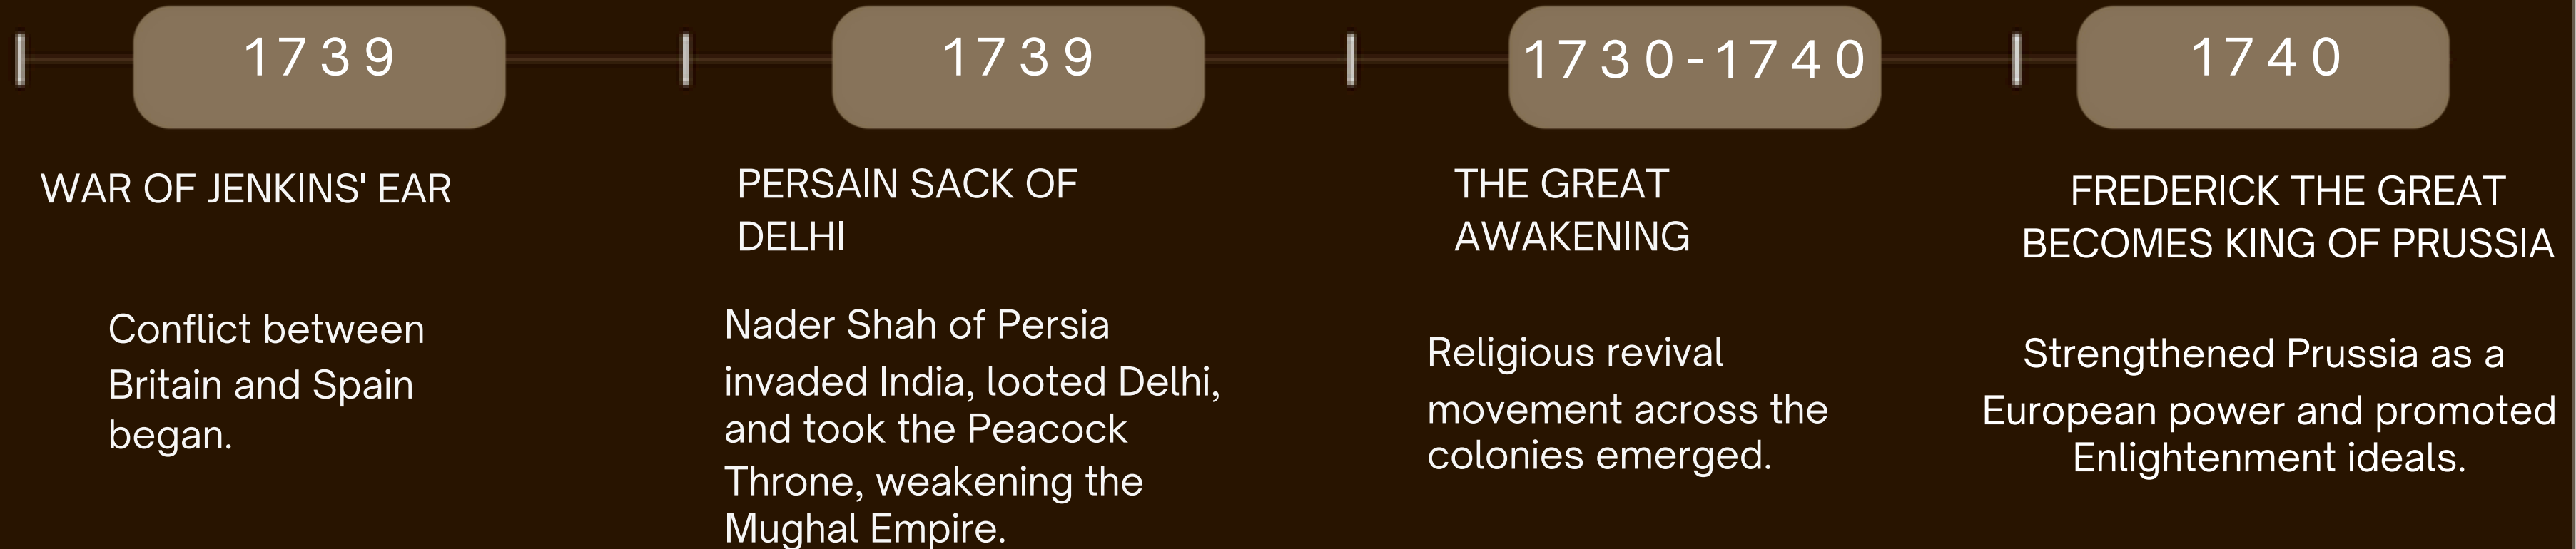 1739
WAR OF JENKINS' EAR
Conflict between
Britain and Spain
began.
1739
PERSAIN SACK OF
DELHI
Nader Shah of Persia
invaded India, looted Delhi,
and took the Peacock
Throne, weakening the
Mughal Empire.
1730-1740
THE GREAT
AWAKENING
Religious revival
movement across the
colonies emerged.
1740
FREDERICK THE GREAT
BECOMES KING OF PRUSSIA
Strengthened Prussia as a
European power and promoted
Enlightenment ideals.